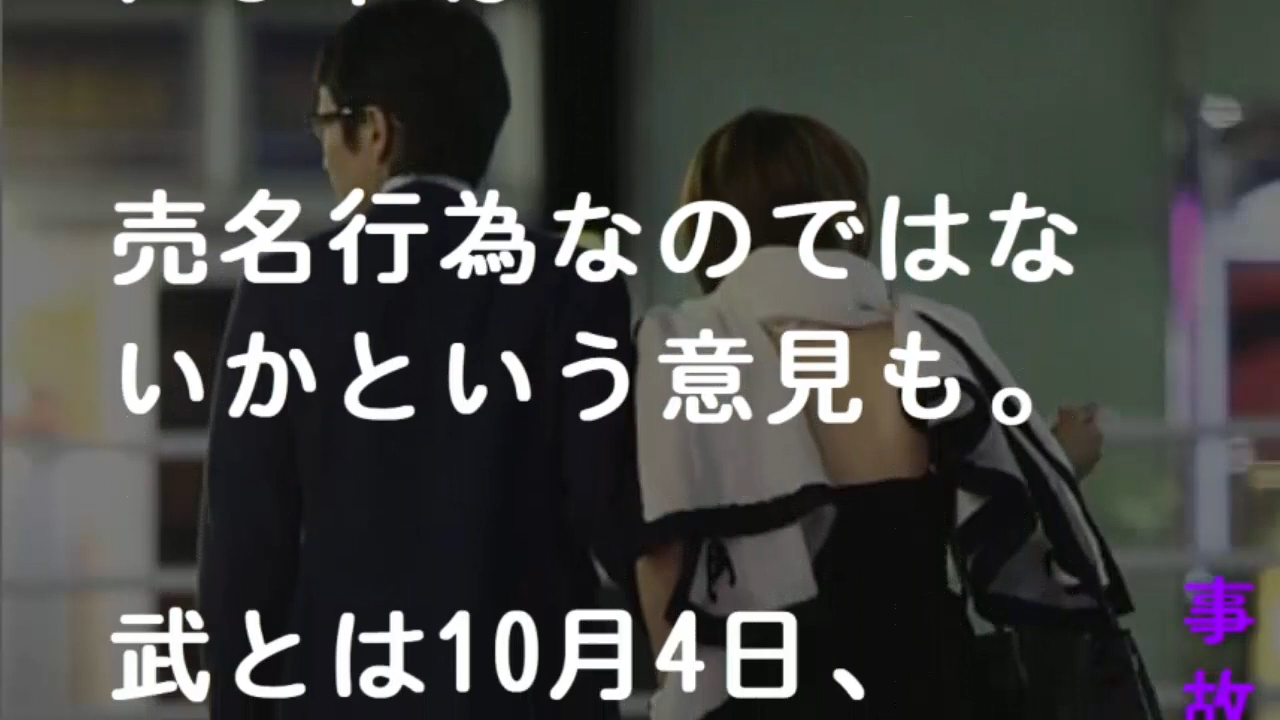 売名行為なのではな
いかという意見も。
武とは10月4日、
事故